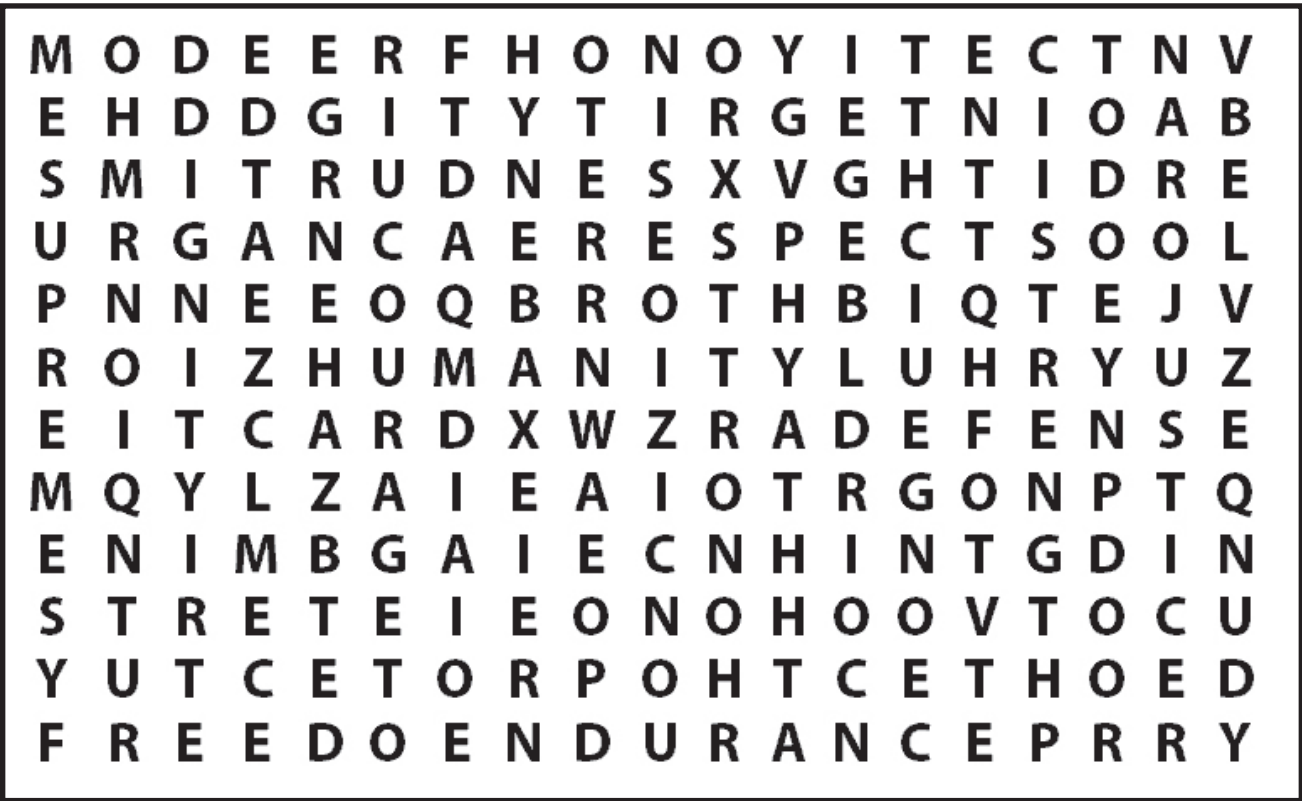 M O D E E R F H O N O Y I T E C T N V
E H D D G I T Y T I R G E T N I O A B
S M I T R U D N E S X V G H T I D R E
U R G A N C A E R E S P E C T S O O L
P N N E E O Q B R O T H B I Q T E J V
R O I Z H U M A N I T Y L U H R Y U Z
E I T C A R D X W Z R A D E F E N S E
M Q Y L Z A I E A I O T R G O N P T Q
E N I M B G A I E C N H I N T G D I N
S T R E T E I E O N O H O O V T O C U
Y U T C E T O R P O H T C E T H O E D
F R E E D O E N D U R A N C E P R R Y